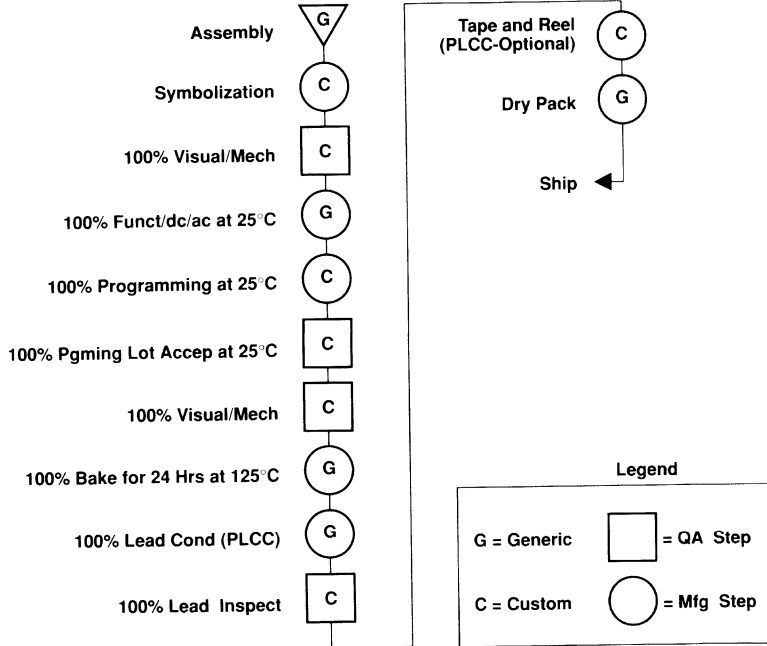 Assembly G
Symbolization C
100% Visual/Mech C
100% Funct/dc/ac at 25°C G
100% Programming at 25°C C
100% Pgming Lot Accep at 25°C C
100% Visual/Mech C
100% Bake for 24 Hrs at 125°C G
100% Lead Cond (PLCC) G
100% Lead Inspect C
Tape and Reel
(PLCC-Optional) C
Dry Pack G
Ship
Legend
G = Generic = QA Step
C = Custom = Mfg Step